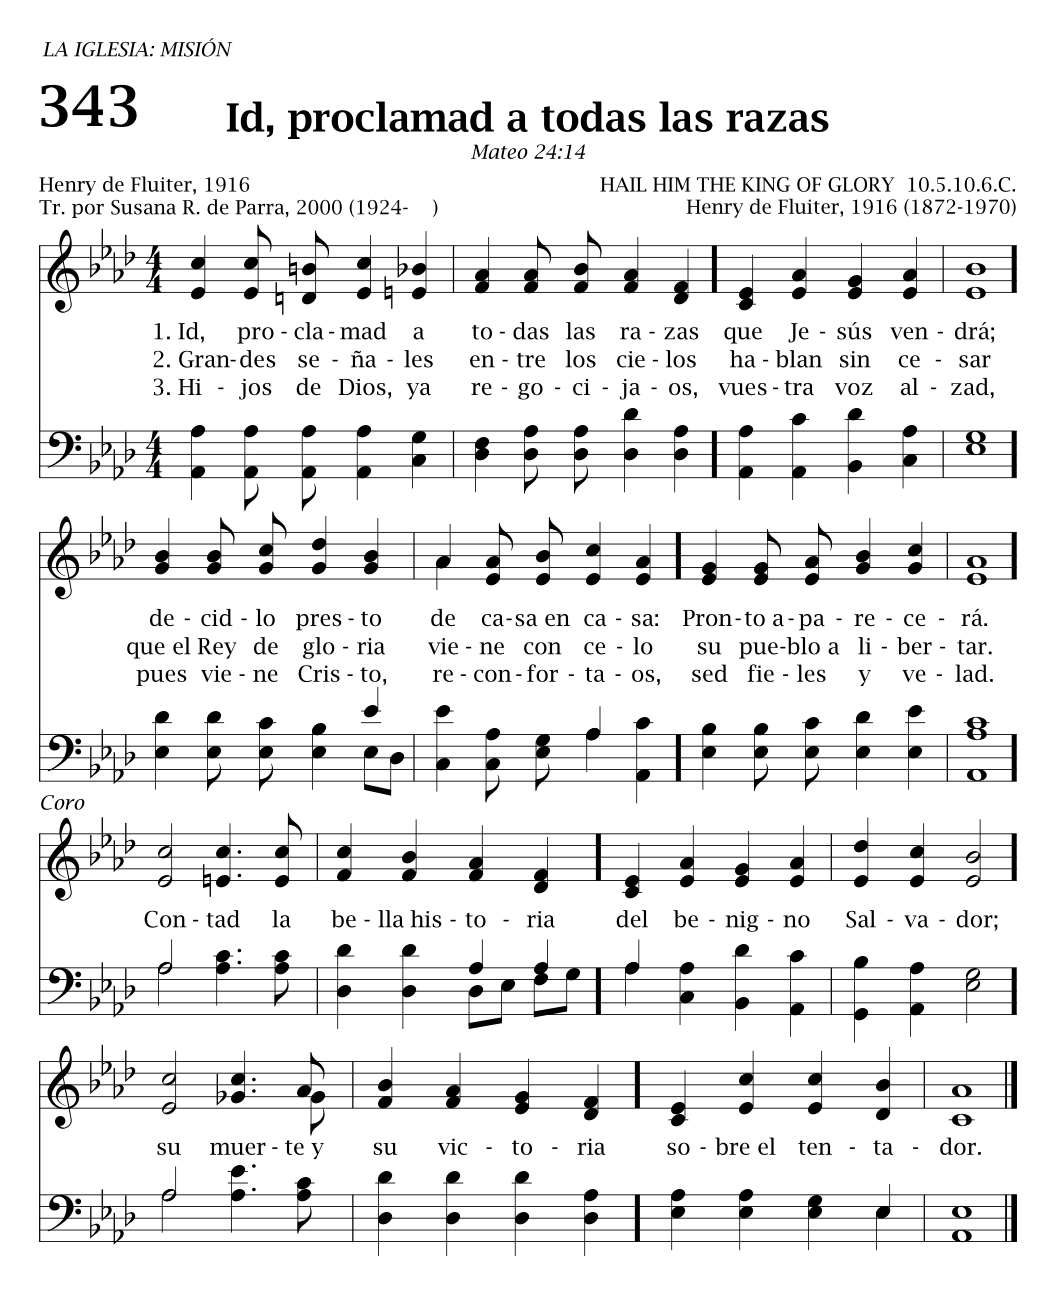 LA IGLESIA: MISIÓN
343 Id, proclamad a todas las razas
Mateo 24:14
Henry de Fluiter, 1916 HAIL HIM THE KING OF GLORY 10.5.10.6.C.
Tr. por Susana R. de Parra, 2000 (1924- ) Henry de Fluiter, 1916 (1872-1970)
1. Id, pro - cla - mad a to - das las ra - zas que Je - sús ven - drá;
2. Gran - des se - ña - les en - tre los cie - los ha - blan sin ce - sar
3. Hi - jos de Dios, ya re - go - ci - ja - os, vues - tra voz al - zad,
de - cid - lo pres - to de ca - sa en ca - sa: Pron - to a - pa - re - ce - rá.
que el Rey de glo - ria vie - ne con ce - lo su pue - blo a li - ber - tar.
pues vie - ne Cris - to, re - con - for - ta - os, sed fie - les y ve - lad.
Coro
Con - tad la be - lla his - to - ria del be - nig - no Sal - va - dor;
su muer - te y su vic - to - ria so - bre el ten - ta - dor.